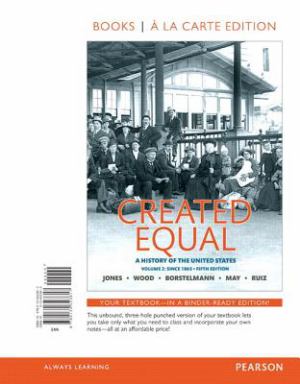 BOOKS | À LA CARTE EDITION
CREATED
EQUAL
A HISTORY OF THE UNITED STATES
VOLUME 2: SINCE 1865 • FIFTH EDITION
JONES • WOOD • BORSTELMANN • MAY • RUIZ
YOUR TEXTBOOK—IN A BINDER-READY EDITION!
This unbound, three-hole punched version of your textbook lets
you take only what you need to class and incorporate your own
notes—all at an affordable price!
ALWAYS LEARNING
PEARSON